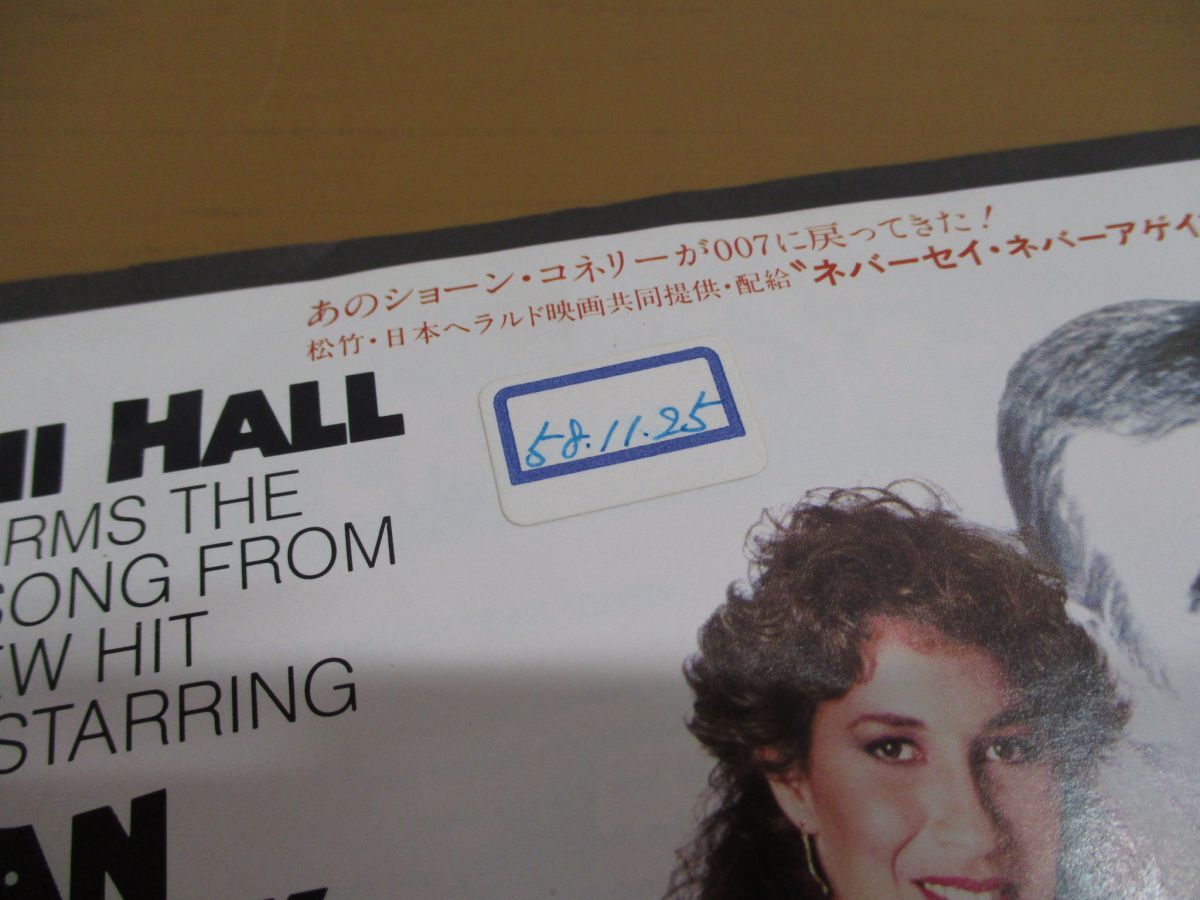 あのショーン・コネリーが007に戻ってきた!
松竹・日本ヘラルド映画共同提供・配給〝ネバーセイ・ネバーアゲイ
58.11.25
HALL
RMS THE
SONG FROM
EW HIT
STARRING
AN